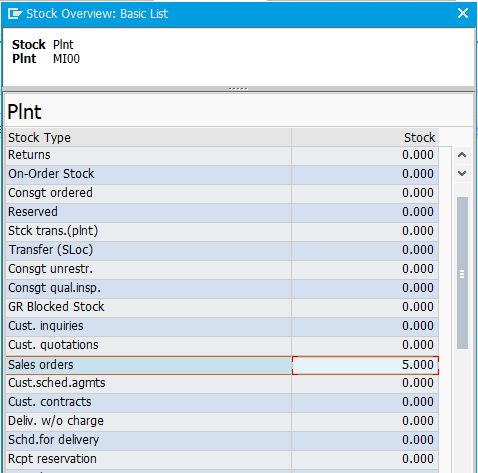 Stock Overview: Basic List
Stock Plnt
Plnt MI00
Plnt
Stock Type Stock
Returns 0.000
On-Order Stock 0.000
Consgt ordered 0.000
Reserved 0.000
Stck trans.(plnt) 0.000
Transfer (SLoc) 0.000
Consgt unrestr. 0.000
Consgt qual.insp. 0.000
GR Blocked Stock 0.000
Cust. inquiries 0.000
Cust. quotations 0.000
Sales orders 5.000
Cust.sched.agmts 0.000
Cust. contracts 0.000
Deliv. w/o charge 0.000
Schd.for delivery 0.000
Rcpt reservation 0.000